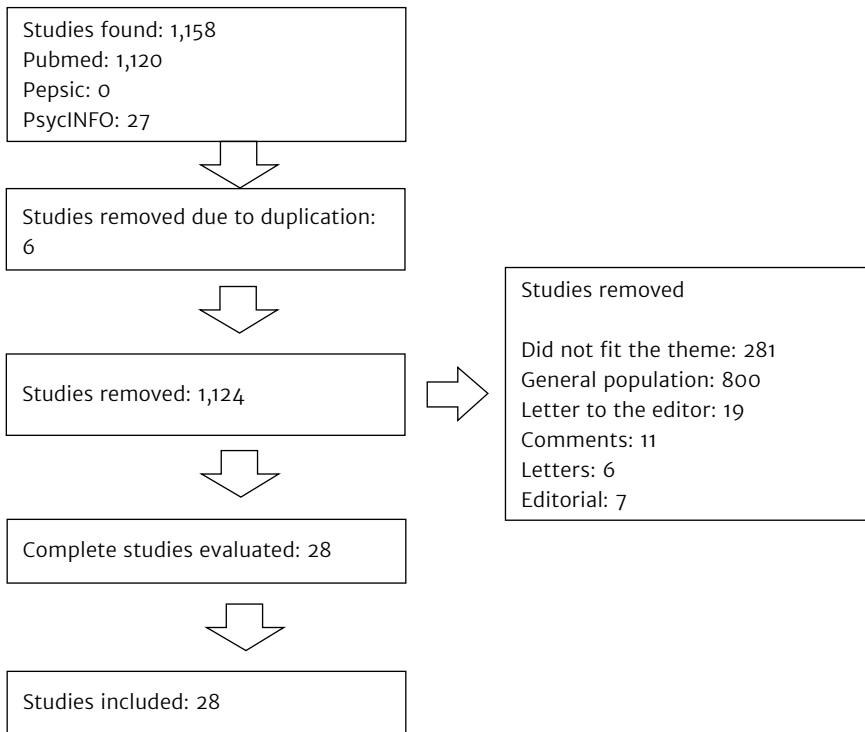 Studies found: 1,158
Pubmed: 1,120
Pepsic: 0
PsycINFO: 27
Studies removed due to duplication:
6
Studies removed: 1,124
Studies removed
Did not fit the theme: 281
General population: 800
Letter to the editor: 19
Comments: 11
Letters: 6
Editorial: 7
Complete studies evaluated: 28
Studies included: 28